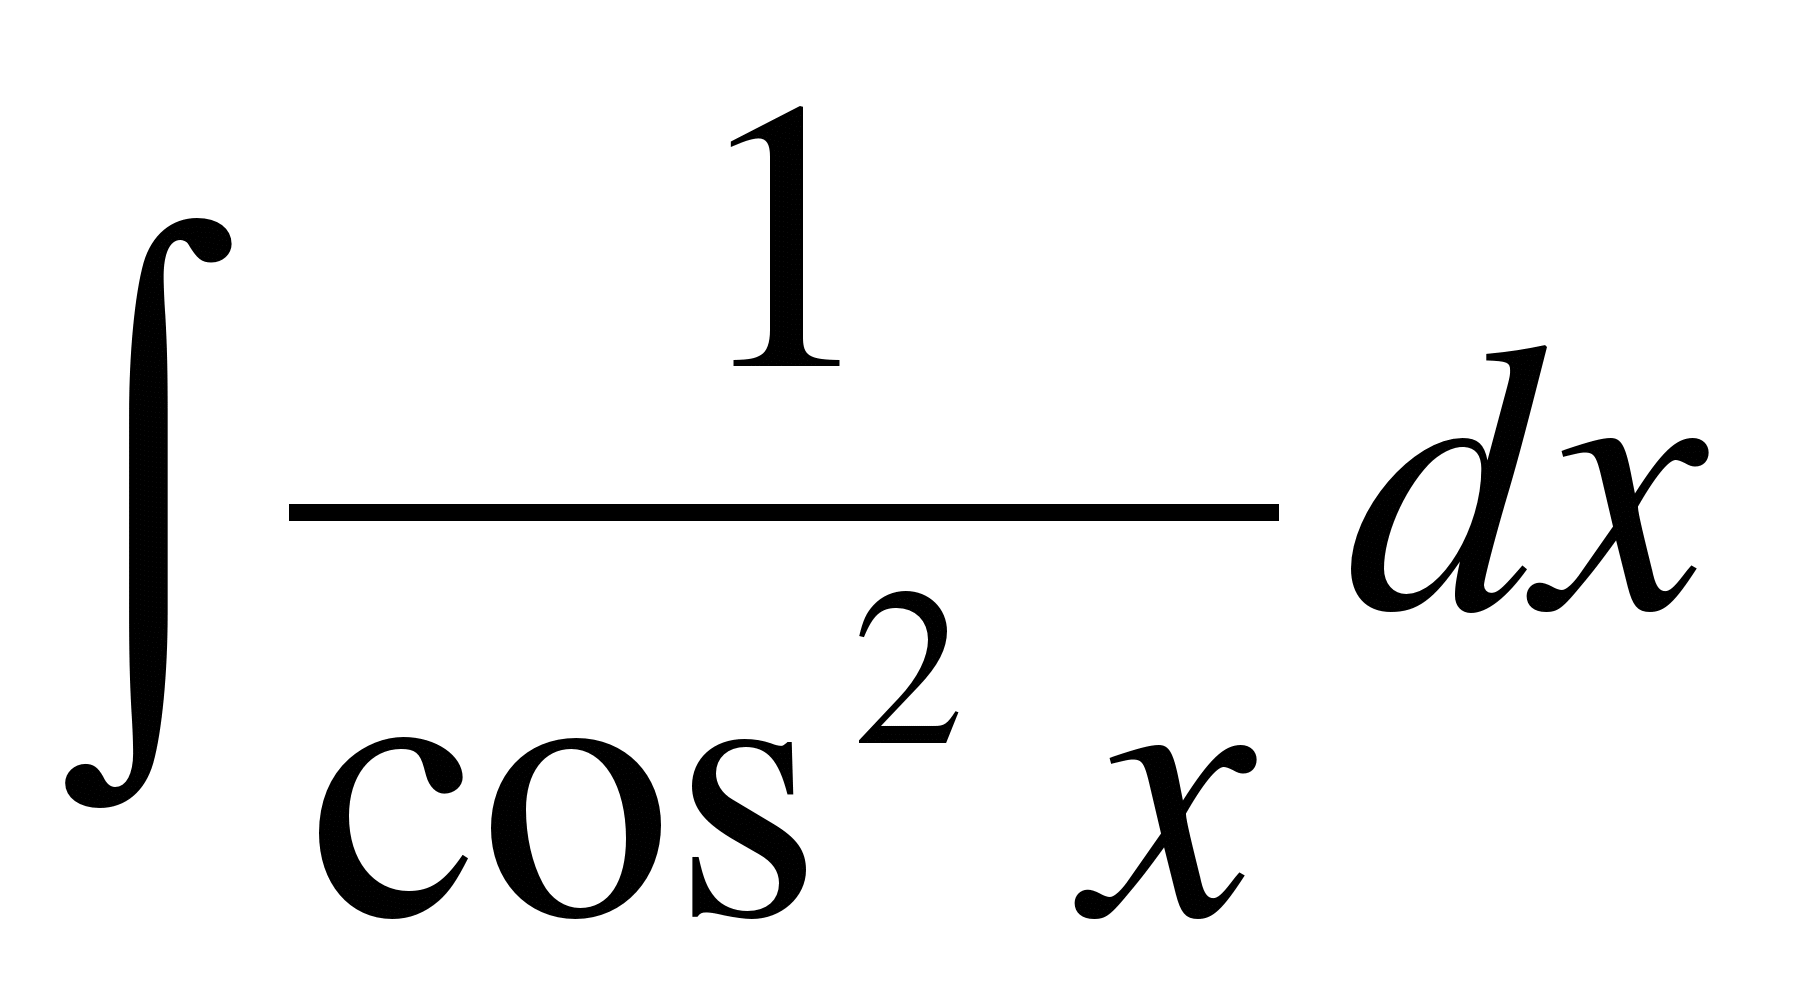 ∫ 1/cos² x dx